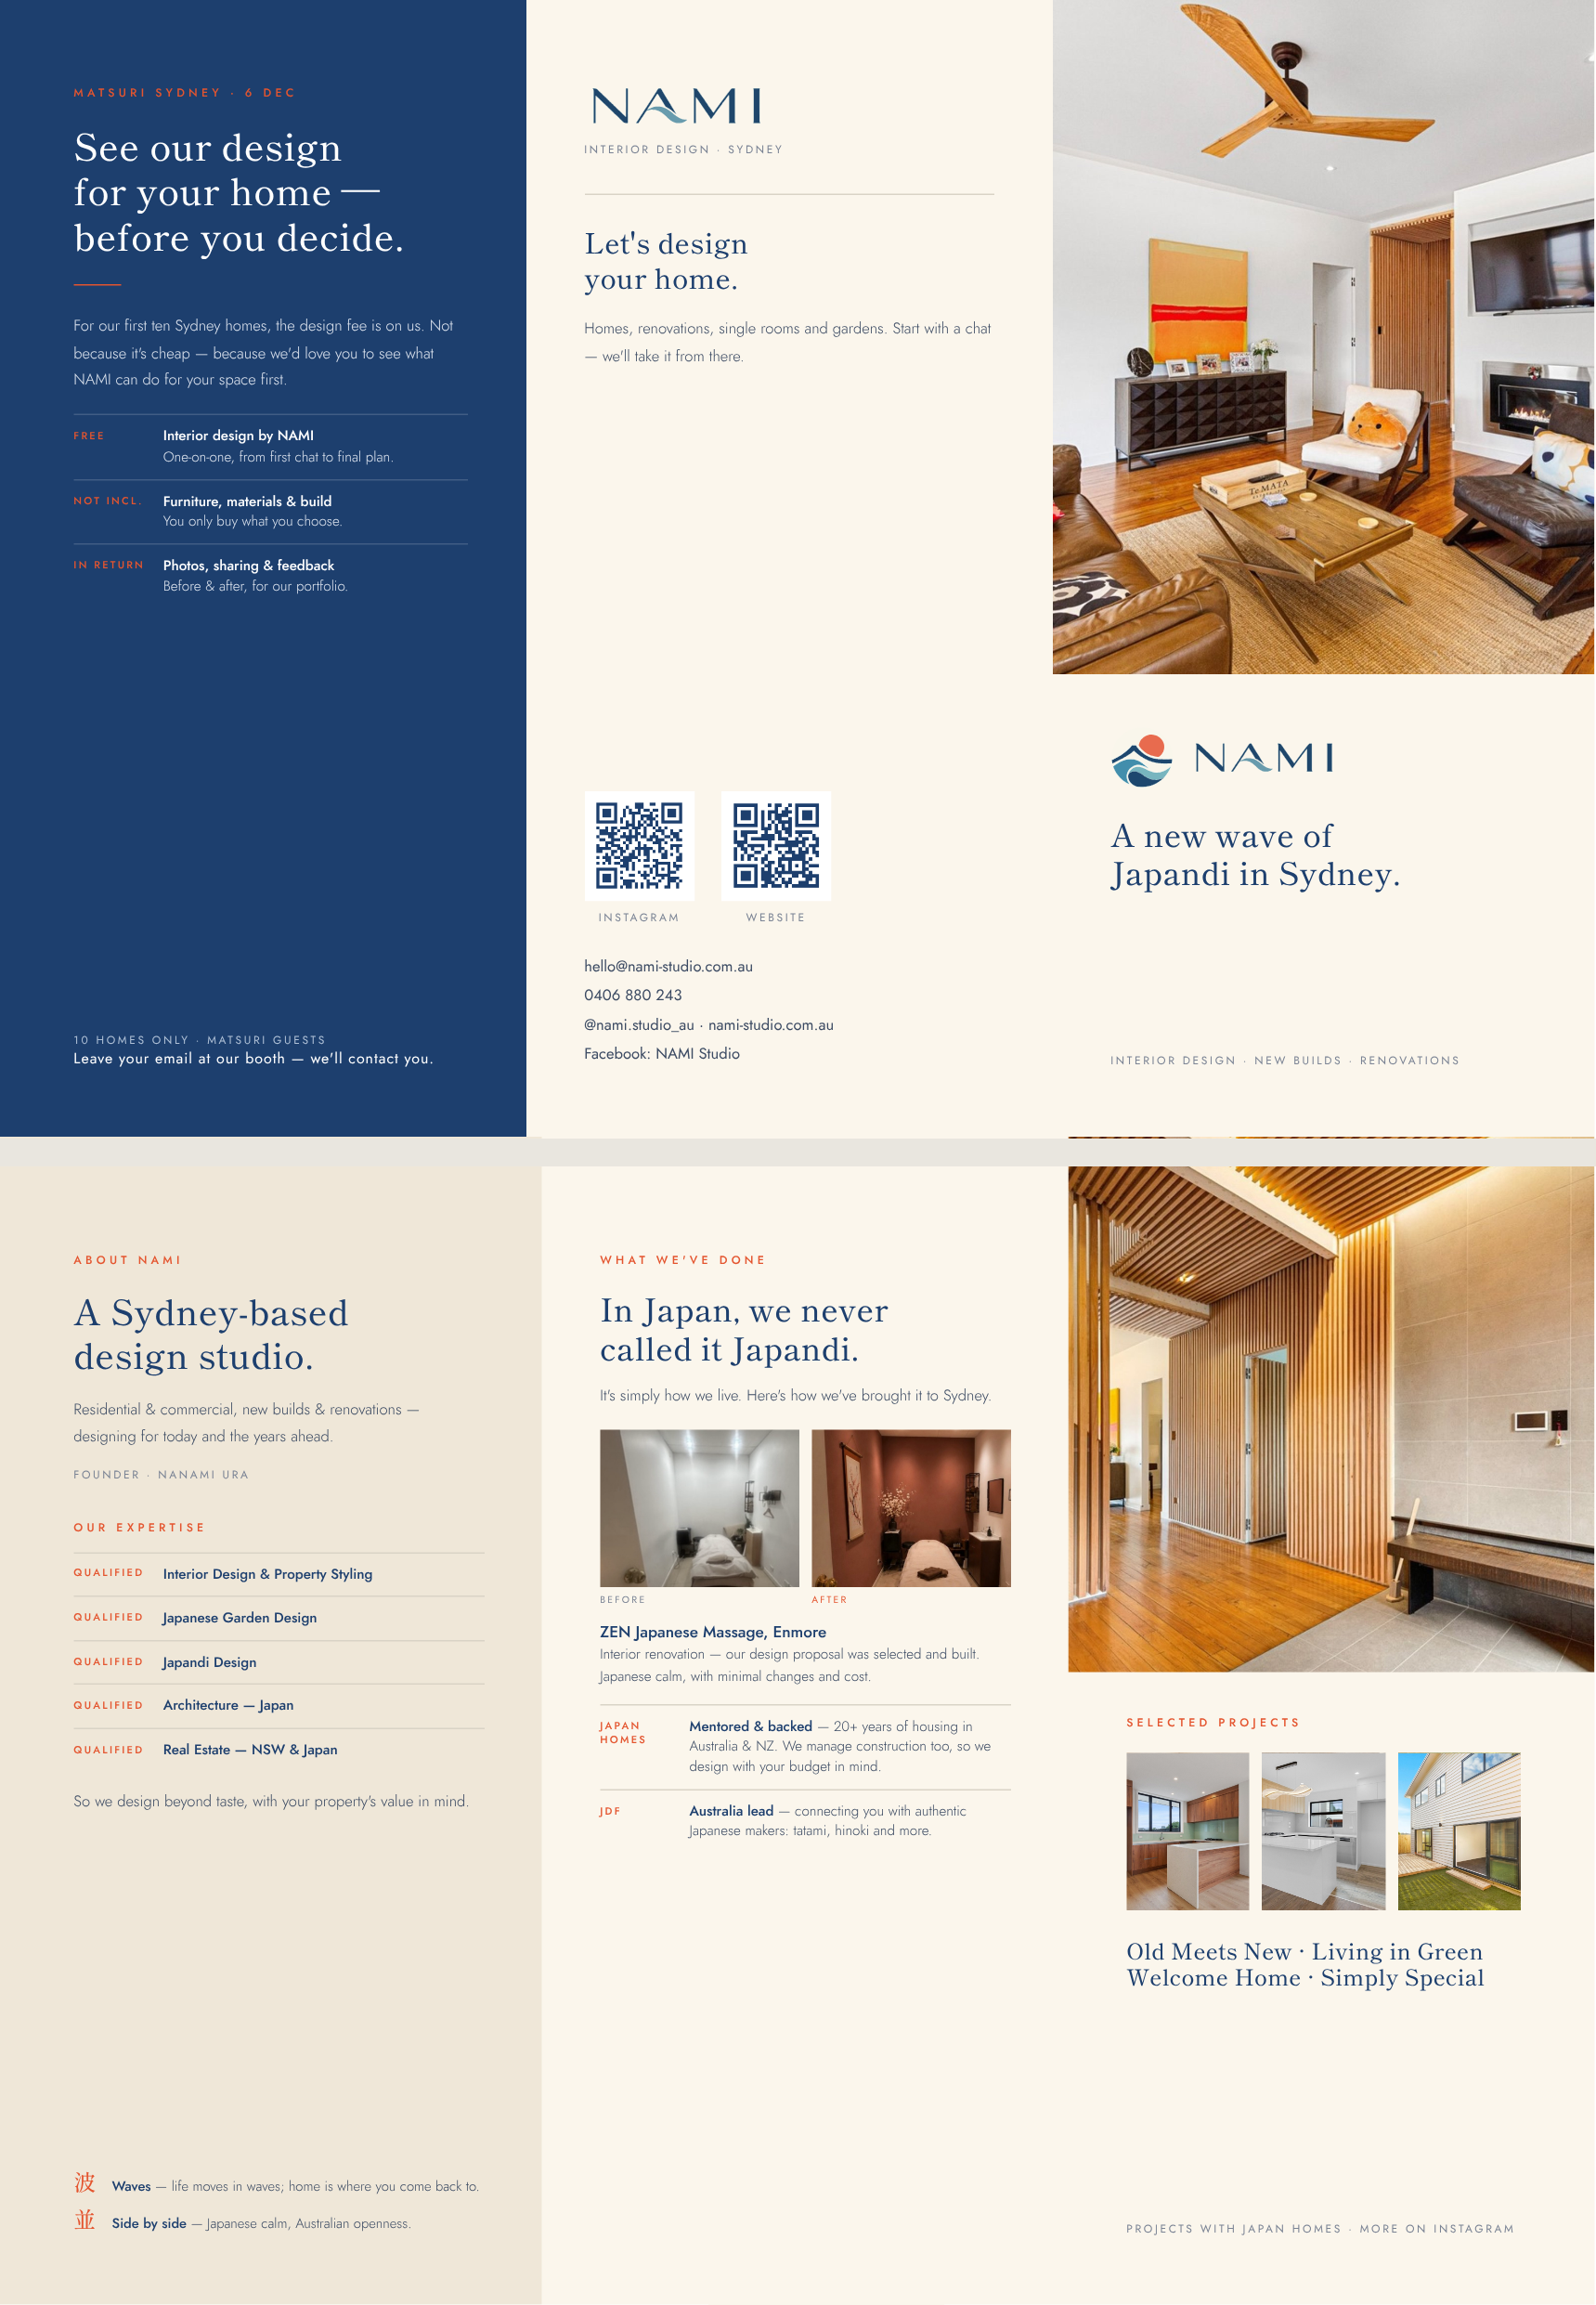 MATSURI SYDNEY · 6 DEC
See our design
for your home —
before you decide.
For our first ten Sydney homes, the design fee is on us. Not
because it's cheap — because we'd love you to see what
NAMI can do for your space first.
FREE
Interior design by NAMI
One-on-one, from first chat to final plan.
NOT INCL.
Furniture, materials & build
You only buy what you choose.
IN RETURN
Photos, sharing & feedback
Before & after, for our portfolio.
10 HOMES ONLY · MATSURI GUESTS
Leave your email at our booth — we'll contact you.
NAMI
INTERIOR DESIGN · SYDNEY
Let's design
your home.
Homes, renovations, single rooms and gardens. Start with a chat
— we'll take it from there.
INSTAGRAM
WEBSITE
hello@nami-studio.com.au
0406 880 243
@nami.studio_au · nami-studio.com.au
Facebook: NAMI Studio
TeMATA
NAMI
A new wave of
Japandi in Sydney.
INTERIOR DESIGN · NEW BUILDS · RENOVATIONS
ABOUT NAMI
A Sydney-based
design studio.
Residential & commercial, new builds & renovations —
designing for today and the years ahead.
FOUNDER · NANAMI URA
OUR EXPERTISE
QUALIFIED Interior Design & Property Styling
QUALIFIED Japanese Garden Design
QUALIFIED Japandi Design
QUALIFIED Architecture — Japan
QUALIFIED Real Estate — NSW & Japan
So we design beyond taste, with your property's value in mind.
波 Waves — life moves in waves; home is where you come back to.
並 Side by side — Japanese calm, Australian openness.
WHAT WE'VE DONE
In Japan, we never
called it Japandi.
It's simply how we live. Here's how we've brought it to Sydney.
BEFORE
AFTER
ZEN Japanese Massage, Enmore
Interior renovation — our design proposal was selected and built.
Japanese calm, with minimal changes and cost.
JAPAN
HOMES
Mentored & backed — 20+ years of housing in
Australia & NZ. We manage construction too, so we
design with your budget in mind.
JDF
Australia lead — connecting you with authentic
Japanese makers: tatami, hinoki and more.
SELECTED PROJECTS
Old Meets New · Living in Green
Welcome Home · Simply Special
PROJECTS WITH JAPAN HOMES · MORE ON INSTAGRAM